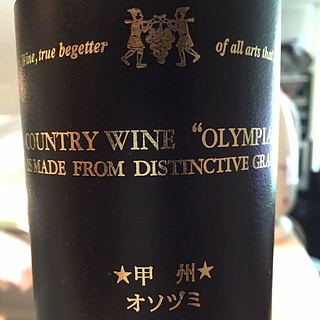 Wine, true begetter of all arts that
COUNTRY WINE “OLYMPIA
IS MADE FROM DISTINCTIVE GRA
★甲 州★
オソヅミ